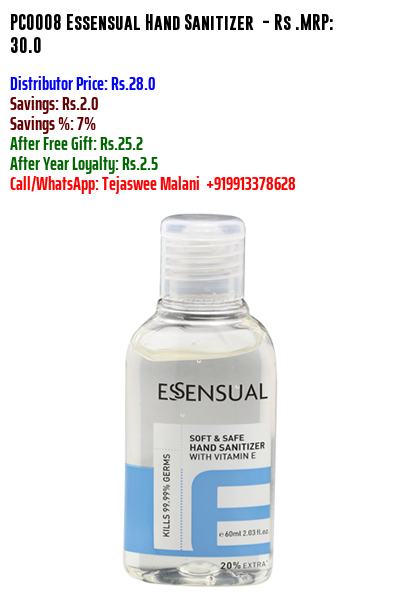 PC0008 Essensual Hand Sanitizer - Rs .MRP:
30.0
Distributor Price: Rs.28.0
Savings: Rs.2.0
Savings %: 7%
After Free Gift: Rs.25.2
After Year Loyalty: Rs.2.5
Call/WhatsApp: Tejaswee Malani +919913378628
ESSENSUAL
SOFT & SAFE
HAND SANITIZER
WITH VITAMIN E
KILLS 99.99% GERMS
E
e 60ml 2.03 fl.oz
20% EXTRA*